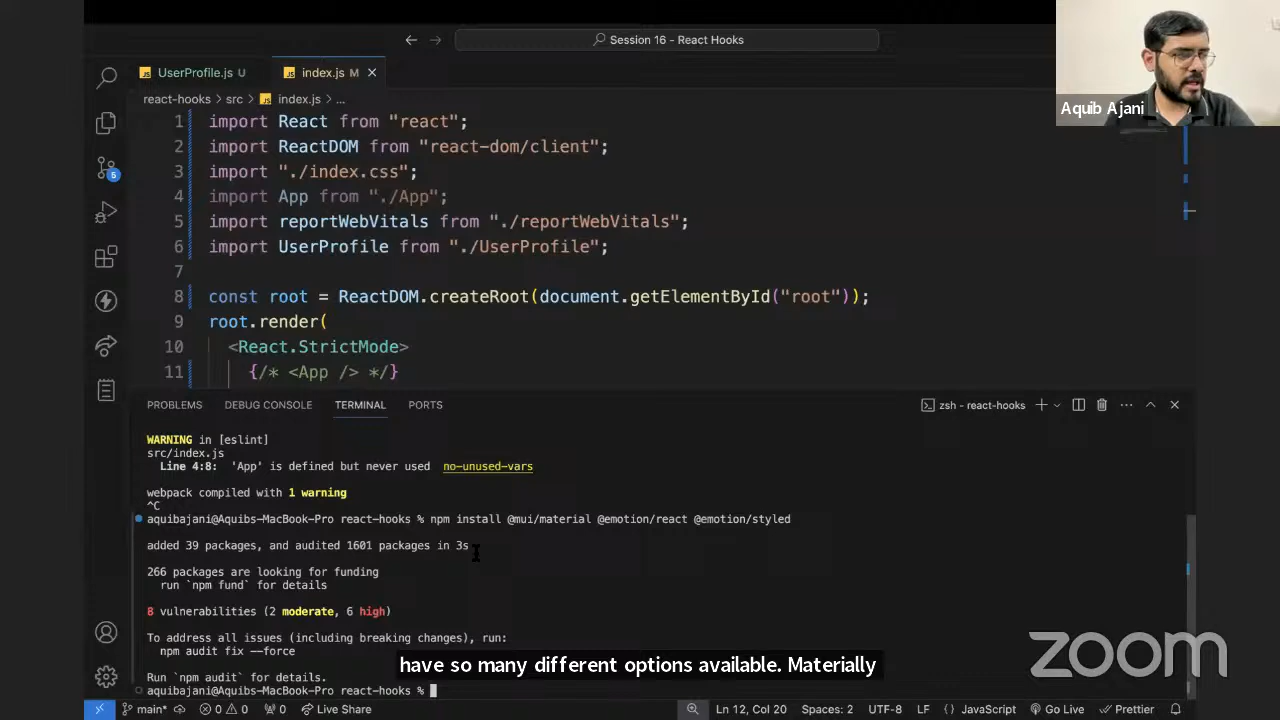 Session 16 - React Hooks
Aquib Ajani
UserProfile.js U
index.js M
react-hooks > src > index.js > ...
1 import React from "react";
2 import ReactDOM from "react-dom/client";
3 import "./index.css";
4 import App from "./App";
5 import reportWebVitals from "./reportWebVitals";
6 import UserProfile from "./UserProfile";
7
8 const root = ReactDOM.createRoot(document.getElementById("root"));
9 root.render(
10 <React.StrictMode>
11 {/* <App /> */}
5
PROBLEMS DEBUG CONSOLE TERMINAL PORTS
zsh - react-hooks
WARNING in [eslint]
src/index.js
Line 4:8: 'App' is defined but never used no-unused-vars
webpack compiled with 1 warning
^C
aquibajani@Aquibs-MacBook-Pro react-hooks % npm install @mui/material @emotion/react @emotion/styled
added 39 packages, and audited 1601 packages in 3s
266 packages are looking for funding
run `npm fund` for details
8 vulnerabilities (2 moderate, 6 high)
To address all issues (including breaking changes), run:
npm audit fix --force
have so many different options available. Materially
Run `npm audit` for details.
aquibajani@Aquibs-MacBook-Pro react-hooks %
zoom
main* 0 0 0 Live Share Ln 12, Col 20 Spaces: 2 UTF-8 LF {} JavaScript Go Live Prettier